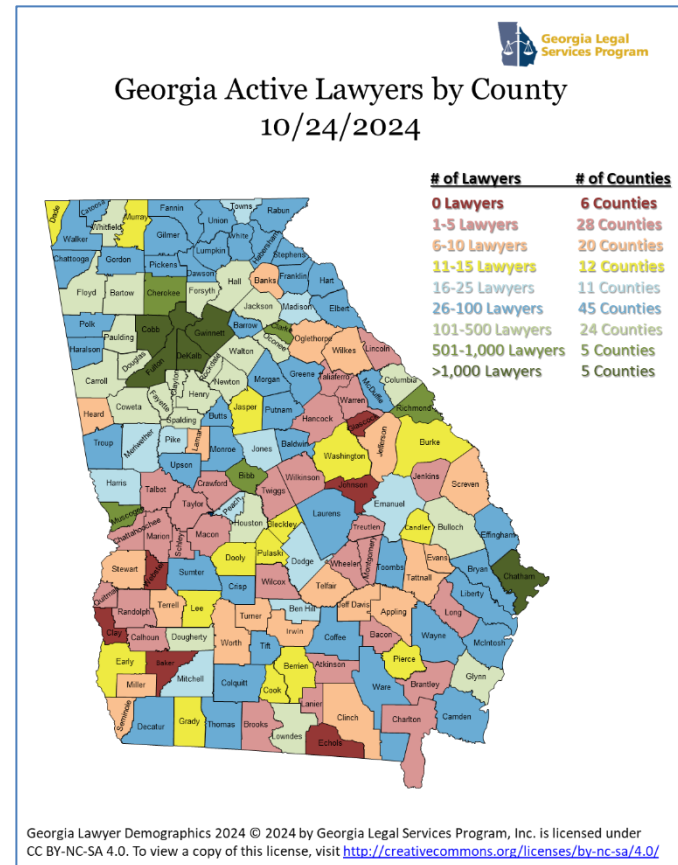 Georgia Legal
Services Program
Georgia Active Lawyers by County
10/24/2024
# of Lawyers # of Counties
0 Lawyers 6 Counties
1-5 Lawyers 28 Counties
6-10 Lawyers 20 Counties
11-15 Lawyers 12 Counties
16-25 Lawyers 11 Counties
26-100 Lawyers 45 Counties
101-500 Lawyers 24 Counties
501-1,000 Lawyers 5 Counties
>1,000 Lawyers 5 Counties
Dade Catoosa Whitfield Murray Fannin Towns Rabun
Walker Gilmer Union White Habersham
Chattooga Gordon Pickens Lumpkin Dawson Stephens
Floyd Bartow Cherokee Forsyth Hall Banks Franklin Hart
Polk Paulding Cobb Gwinnett Jackson Madison Elbert
Haralson Douglas Fulton DeKalb Barrow Clarke Oconee Oglethorpe Wilkes Lincoln
Carroll Clayton Rockdale Walton Newton Morgan Greene Taliaferro McDuffie Columbia
Heard Coweta Fayette Henry Spalding Butts Jasper Putnam Hancock Warren Glascock Richmond
Troup Meriwether Pike Lamar Monroe Jones Baldwin Washington Jefferson Burke
Harris Upson Talbot Crawford Bibb Twiggs Wilkinson Johnson Jenkins Screven
Muscogee Chattahoochee Marion Taylor Macon Peach Houston Bleckley Laurens Emanuel
Stewart Webster Schley Dooly Pulaski Dodge Treutlen Candler Bulloch Effingham
Quitman Sumter Crisp Wilcox Wheeler Montgomery Toombs Evans Tattnall Bryan Chatham
Clay Randolph Terrell Lee Turner Ben Hill Telfair Jeff Davis Appling Liberty
Calhoun Dougherty Worth Irwin Coffee Bacon Long Wayne McIntosh
Early Baker Mitchell Tift Berrien Atkinson Pierce Brantley Glynn
Miller Colquitt Cook Lanier Ware
Seminole Decatur Grady Thomas Brooks Lowndes Echols Clinch Charlton Camden
Georgia Lawyer Demographics 2024 © 2024 by Georgia Legal Services Program, Inc. is licensed under
CC BY-NC-SA 4.0. To view a copy of this license, visit http://creativecommons.org/licenses/by-nc-sa/4.0/